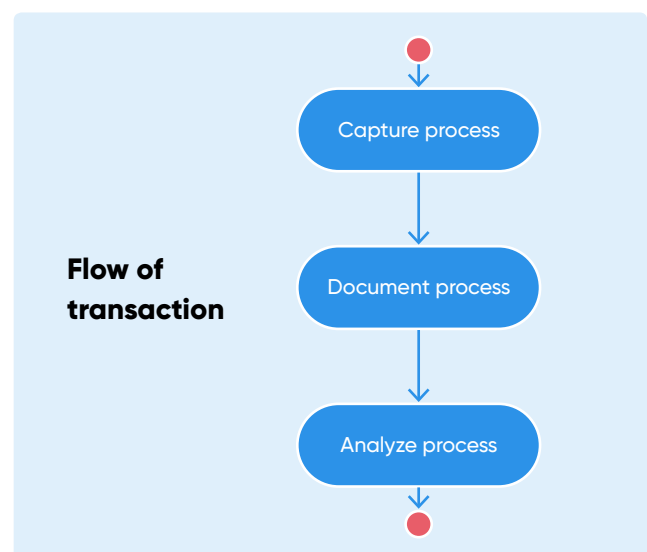 Capture process
Flow of
transaction
Document process
Analyze process